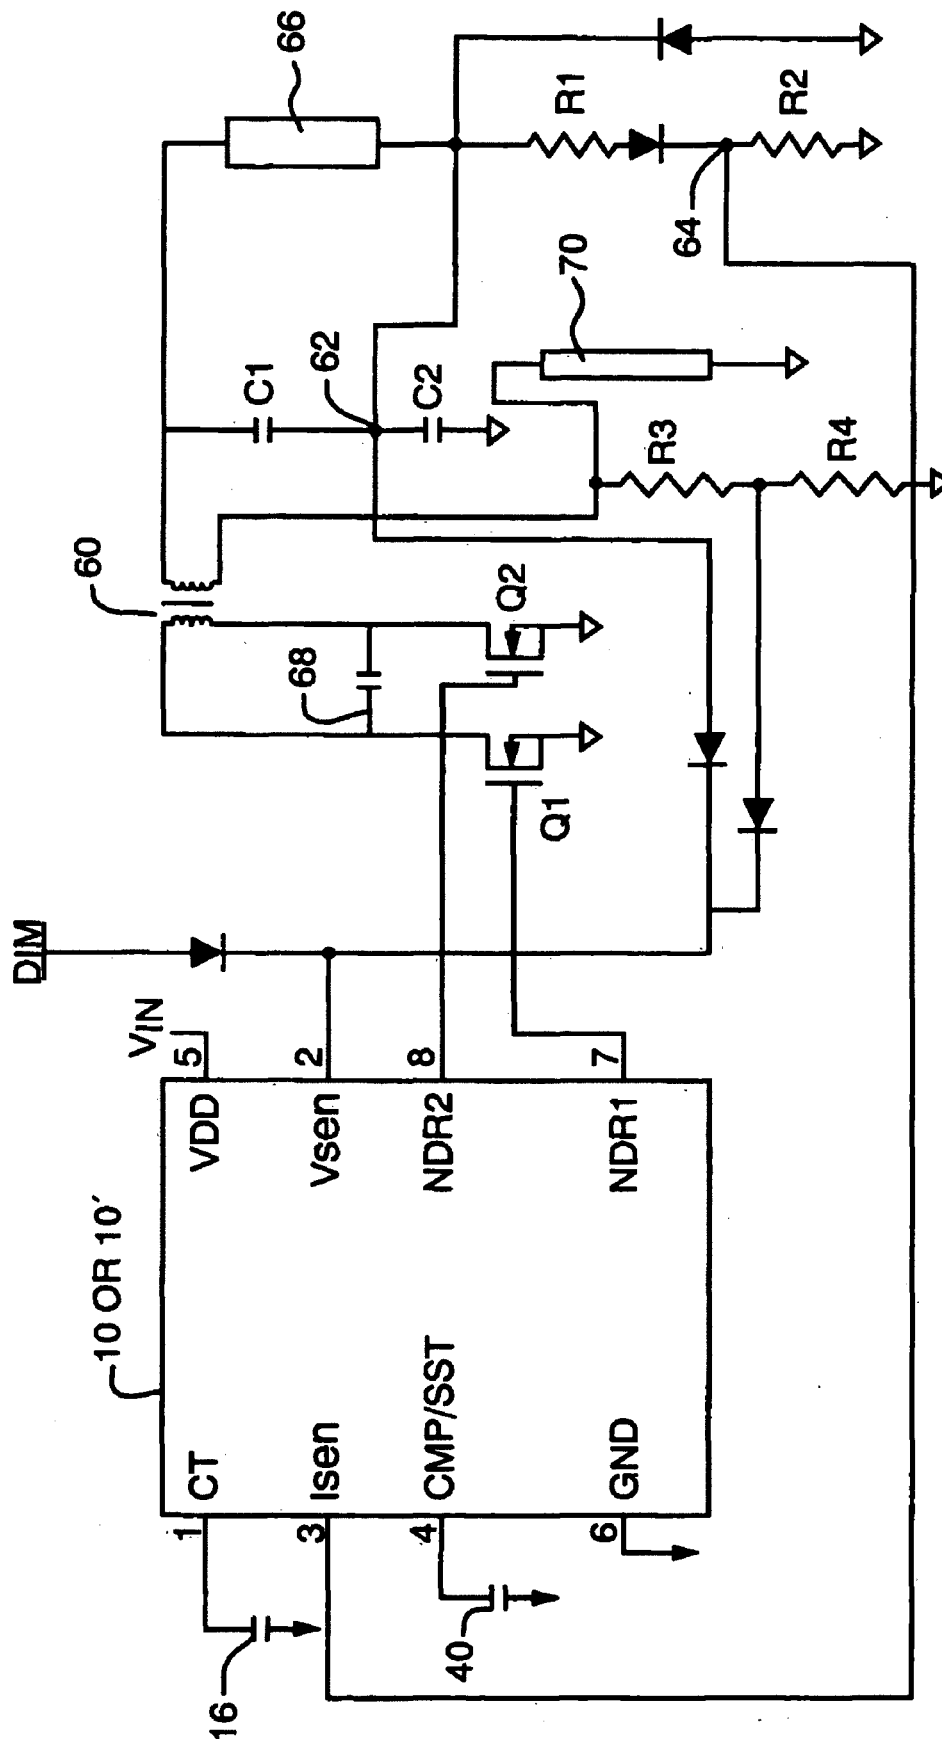 10 OR 10′
CT
1
16
Isen
3
CMP/SST
4
40
GND
6
VDD
5
VIN
Vsen
2
DIM
NDR2
8
NDR1
7
Q1
Q2
68
60
C1
62
C2
66
R1
64
R2
70
R3
R4